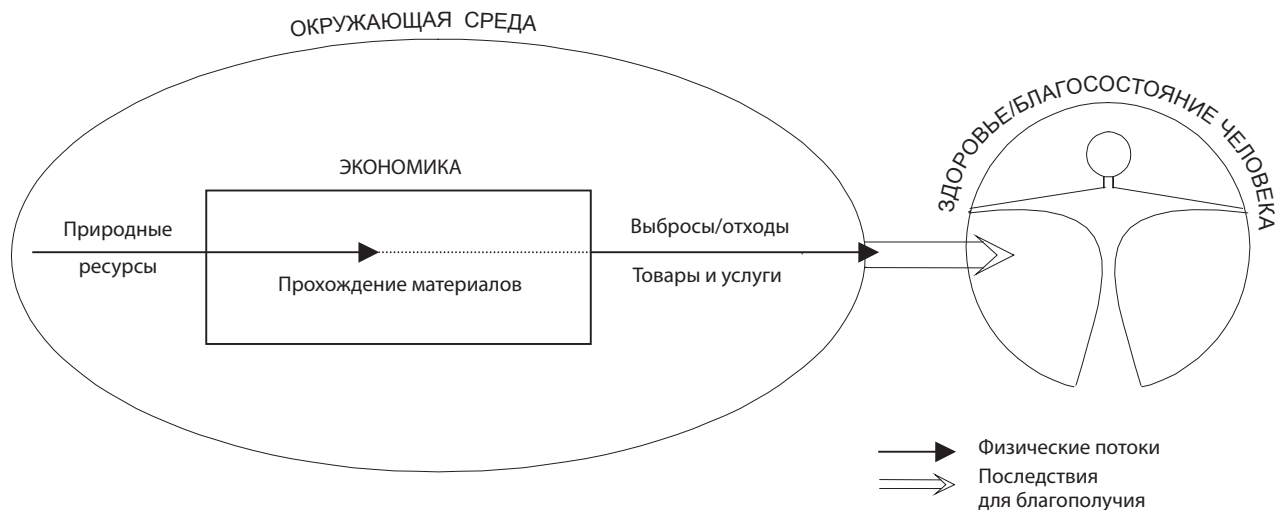 ОКРУЖАЮЩАЯ СРЕДА
ЗДОРОВЬЕ/БЛАГОСОСТОЯНИЕ ЧЕЛОВЕКА
ЭКОНОМИКА
Природные
ресурсы
Прохождение материалов
Выбросы/отходы
Товары и услуги
Физические потоки
Последствия
для благополучия